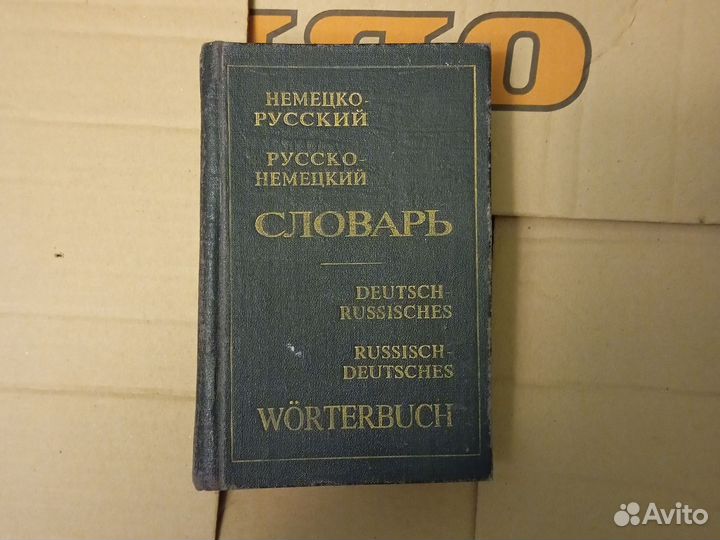 НЕМЕЦКО-
РУССКИЙ
РУССКО-
НЕМЕЦКИЙ
СЛОВАРЬ
DEUTSCH-
RUSSISCHES
RUSSISCH-
DEUTSCHES
WÖRTERBUCH
Avito